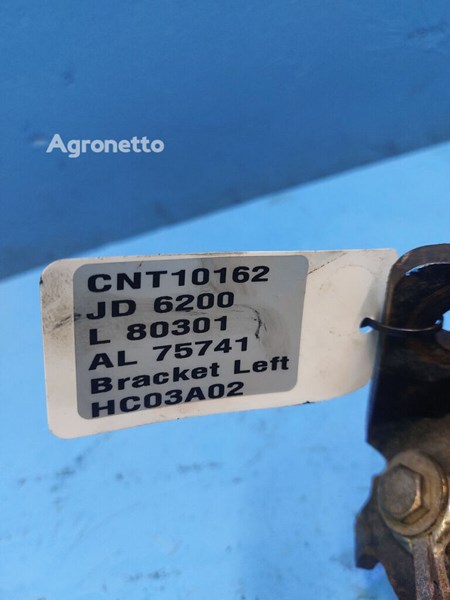 Agronetto
CNT10162
JD 6200
L 80301
AL 75741
Bracket Left
HC03A02